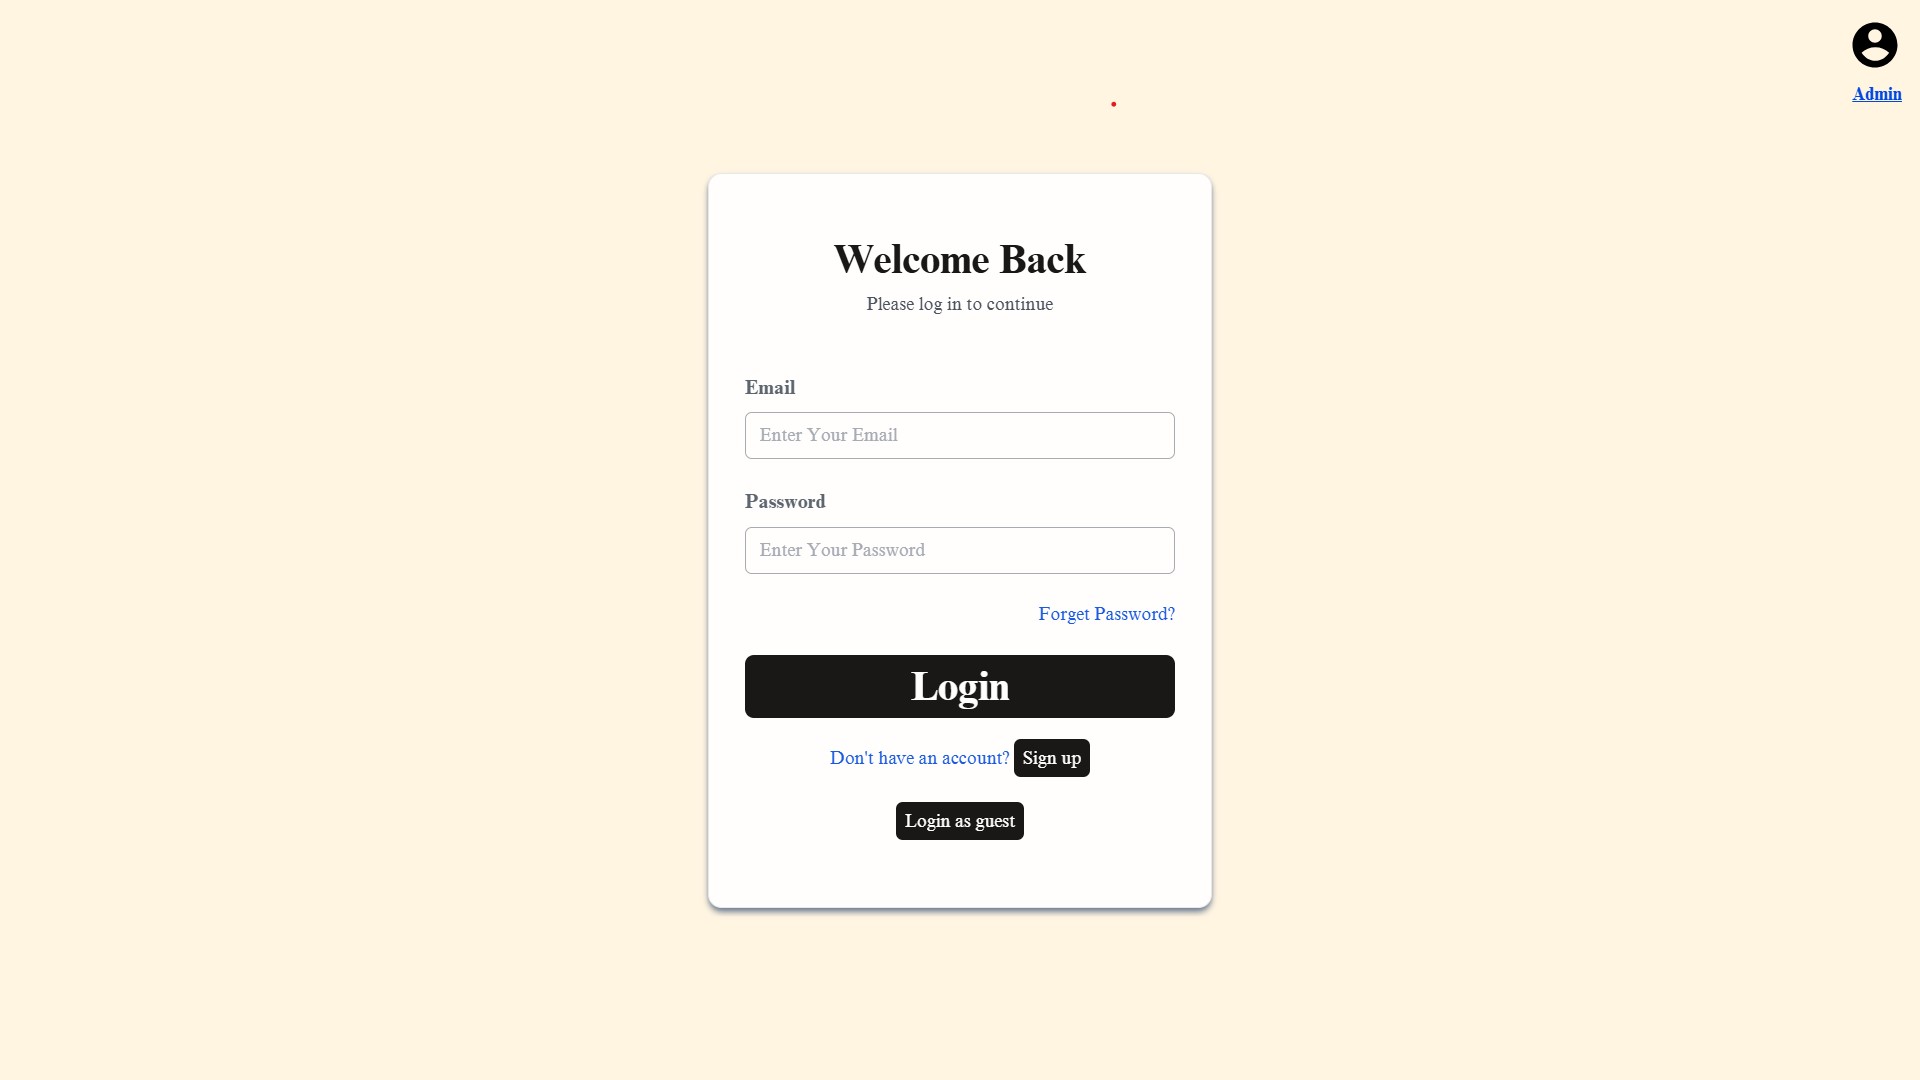 Admin
Welcome Back
Please log in to continue
Email
Enter Your Email
Password
Enter Your Password
Forget Password?
Login
Don't have an account? Sign up
Login as guest